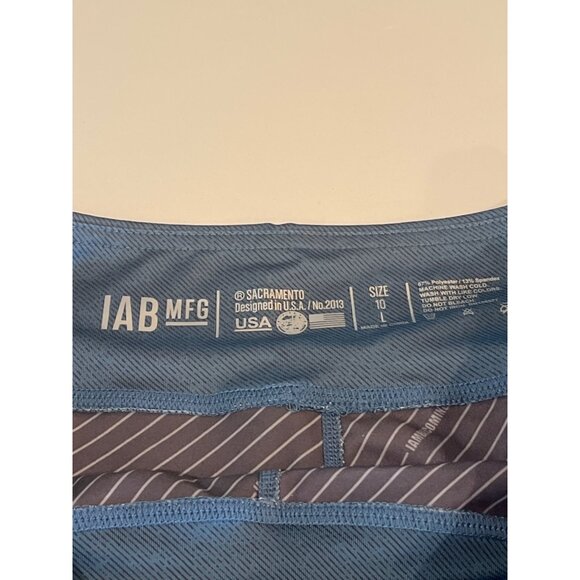 IAB MFG
® SACRAMENTO
Designed in U.S.A. / No.2013
USA
SIZE
10
L
87% Polyester / 13% Spandex
MACHINE WASH COLD.
WASH WITH LIKE COLORS.
TUMBLE DRY LOW.
DO NOT BLEACH.